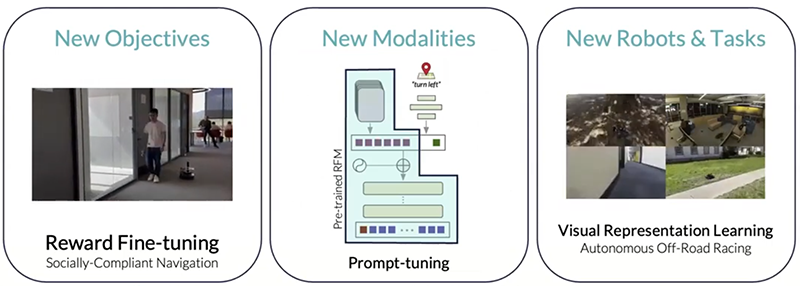 New Objectives
Reward Fine-tuning
Socially-Compliant Navigation
New Modalities
"turn left"
Pre-trained RFM
Prompt-tuning
New Robots & Tasks
Visual Representation Learning
Autonomous Off-Road Racing